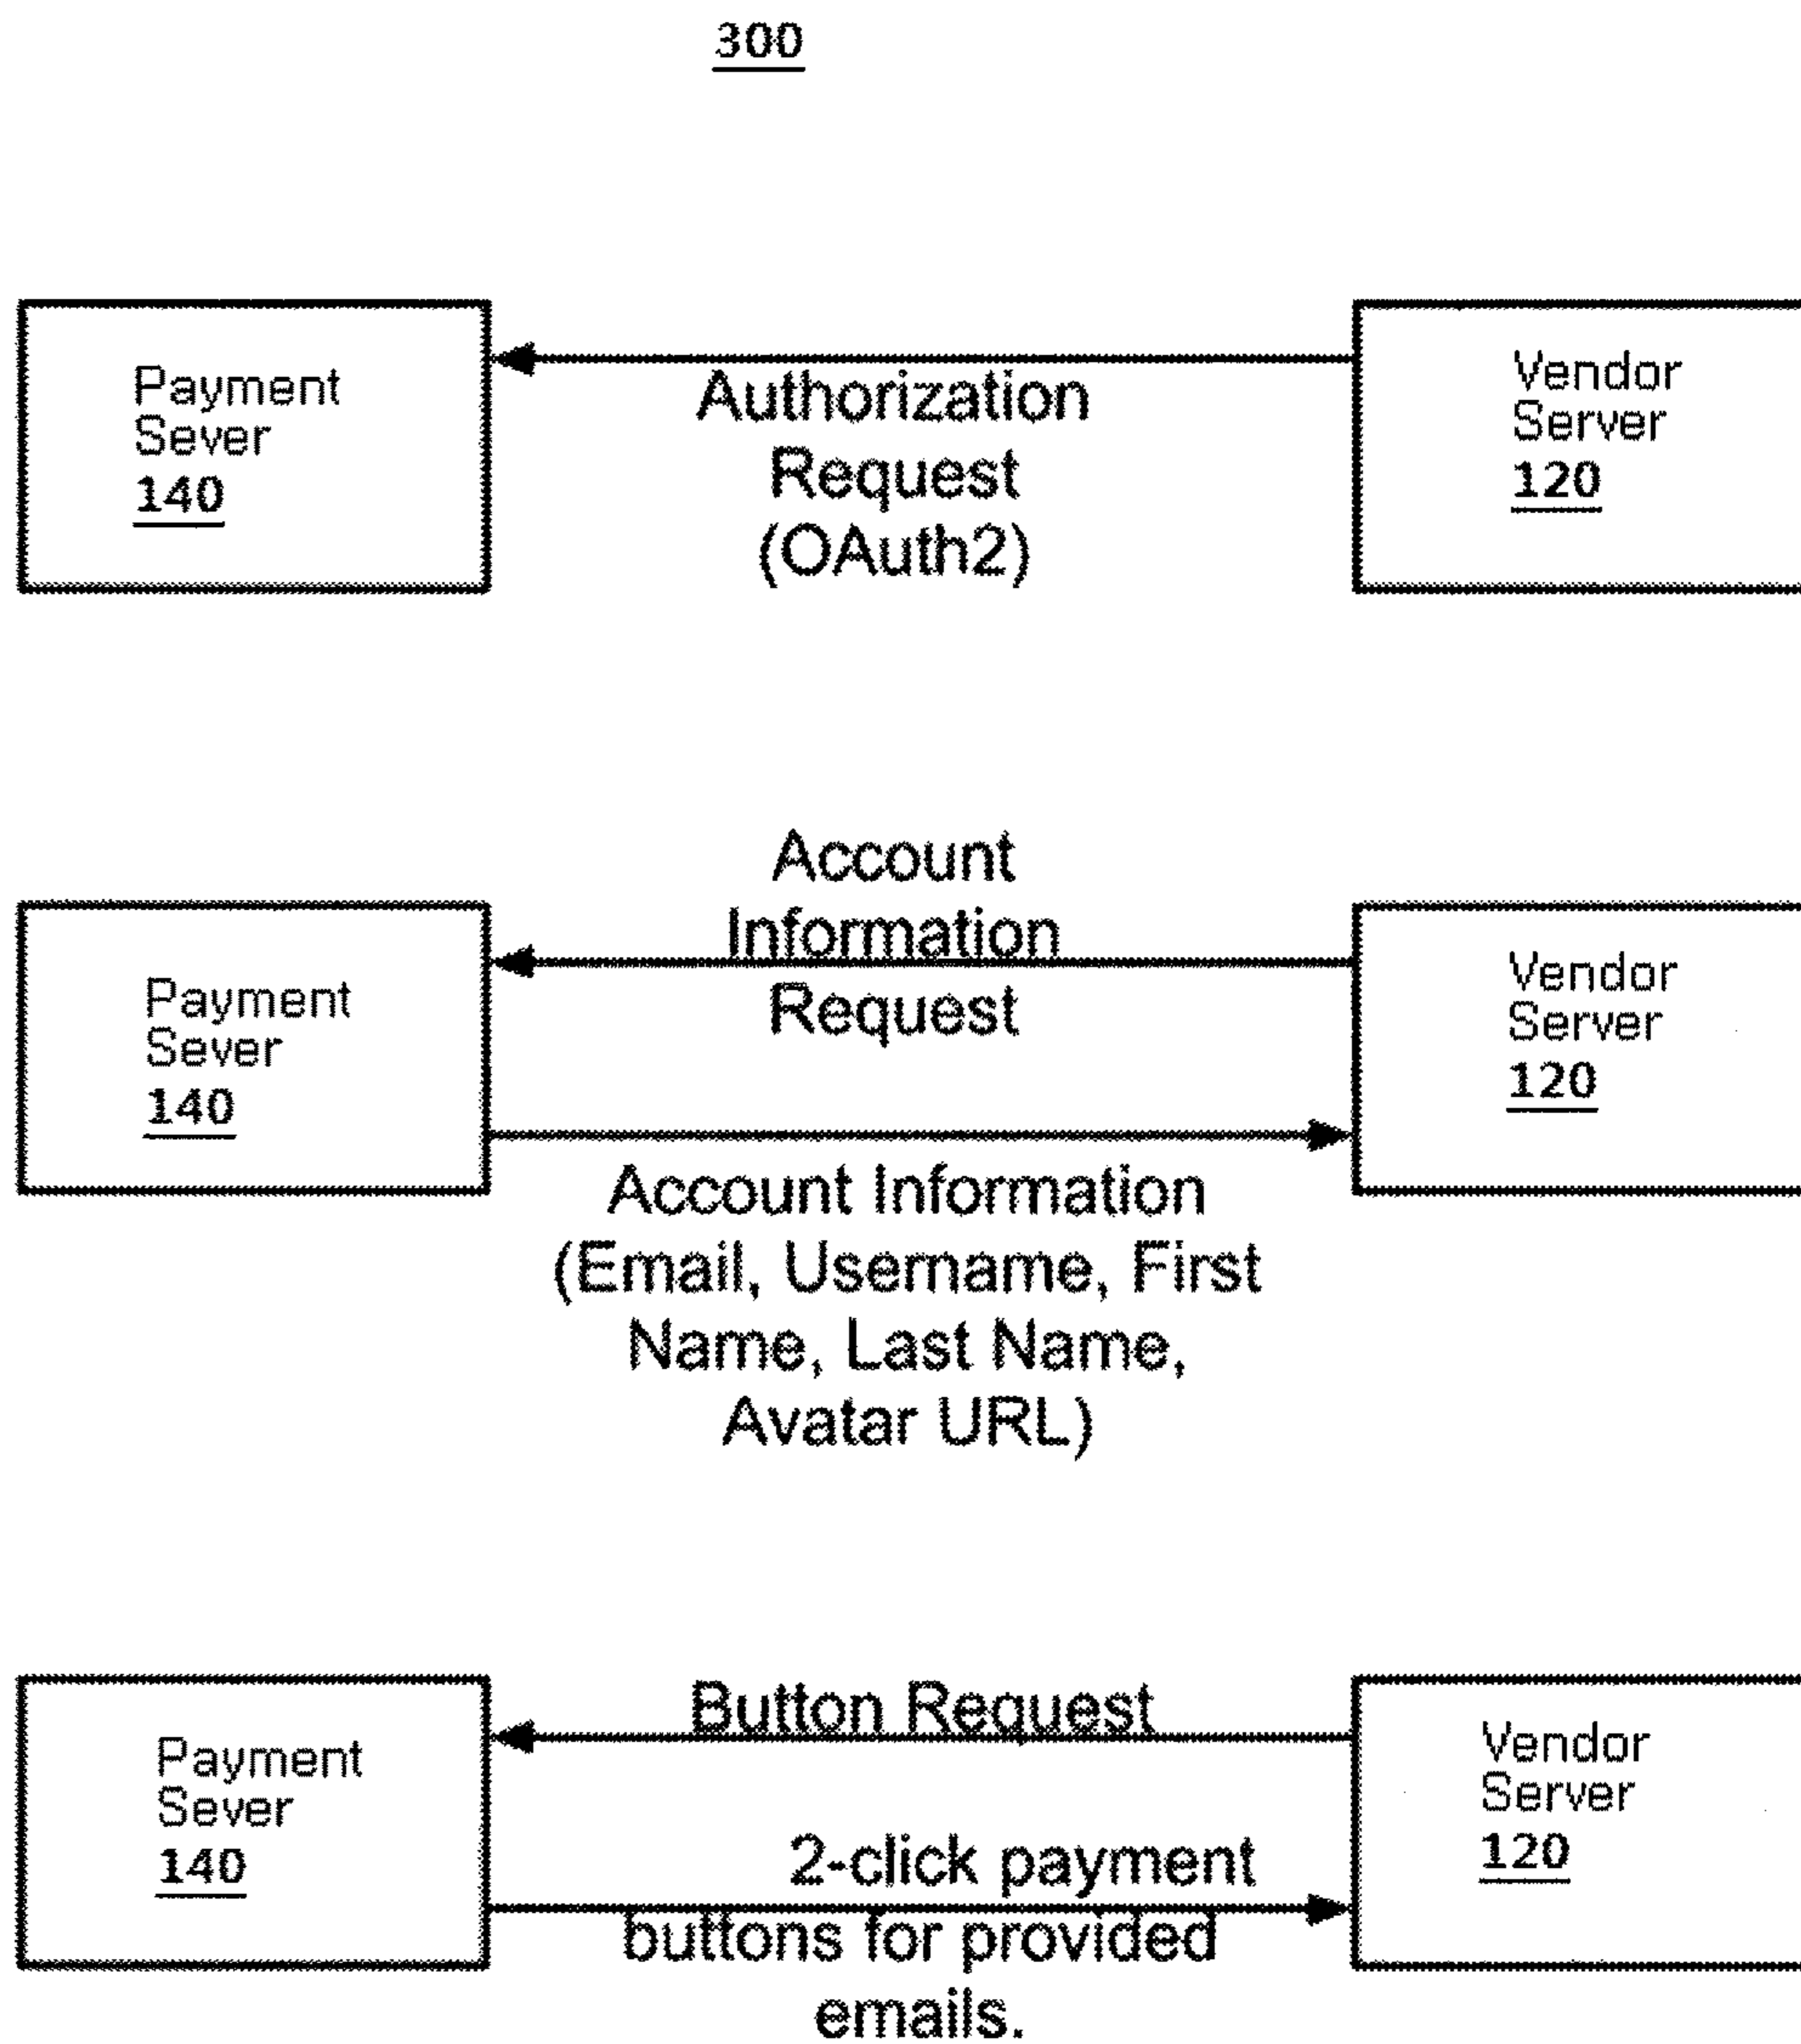 300
Payment
Sever
140
Authorization
Request
(OAuth2)
Vendor
Server
120
Payment
Sever
140
Account
Information
Request
Account Information
(Email, Username, First
Name, Last Name,
Avatar URL)
Vendor
Server
120
Payment
Sever
140
Button Request
2-click payment
buttons for provided
emails.
Vendor
Server
120